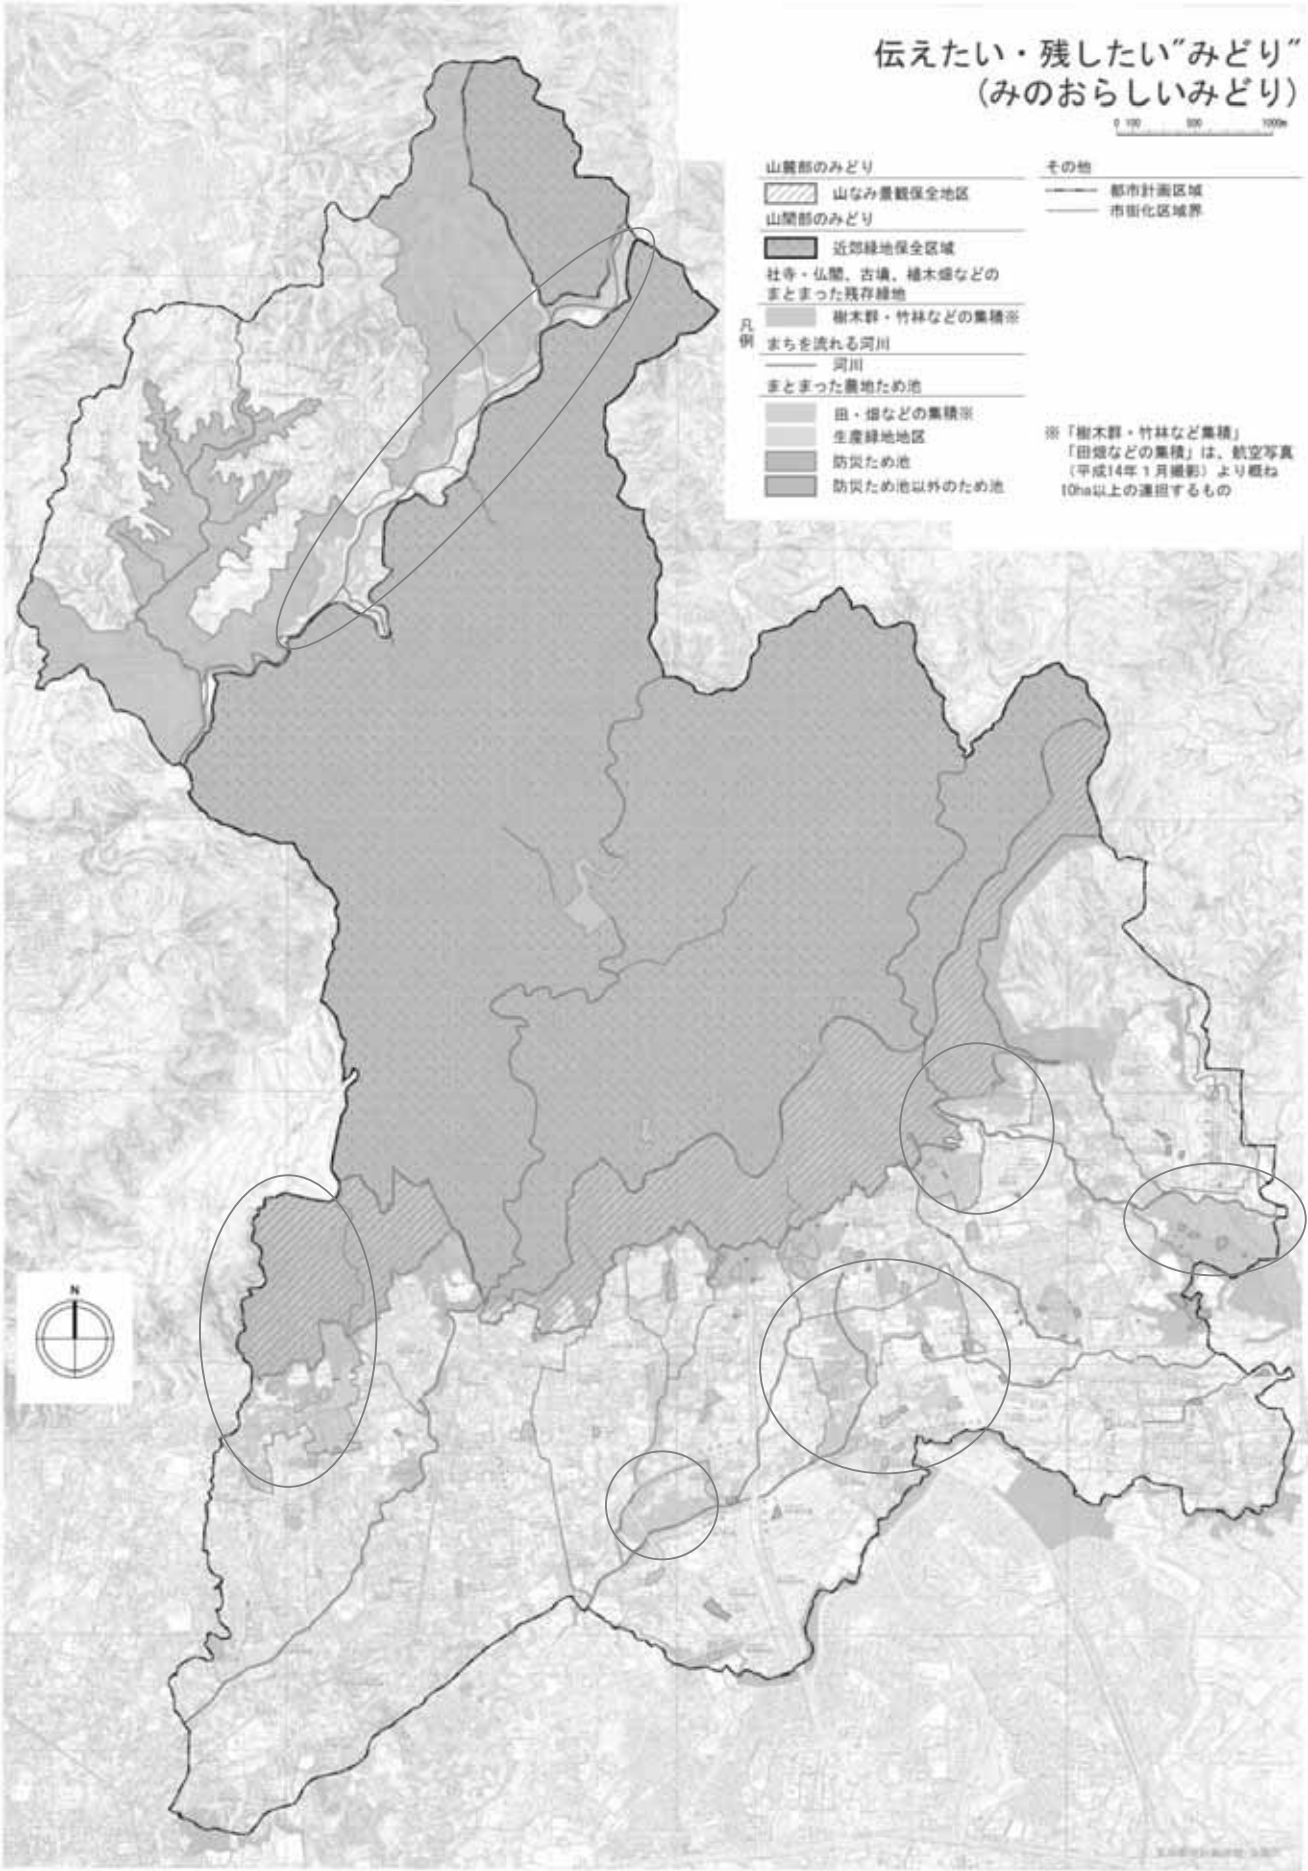 伝えたい・残したい"みどり"
(みのおらしいみどり)
0 100 500 1000m
凡例
山麓部のみどり
山なみ景観保全地区
山間部のみどり
近郊緑地保全区域
社寺・仏閣、古墳、植木畑などの
まとまった残存緑地
樹木群・竹林などの集積※
まちを流れる河川
河川
まとまった農地ため池
田・畑などの集積※
生産緑地地区
防災ため池
防災ため池以外のため池
その他
都市計画区域
市街化区域界
※「樹木群・竹林など集積」
「田畑などの集積」は、航空写真
（平成14年1月撮影）より概ね
10ha以上の連担するもの
N